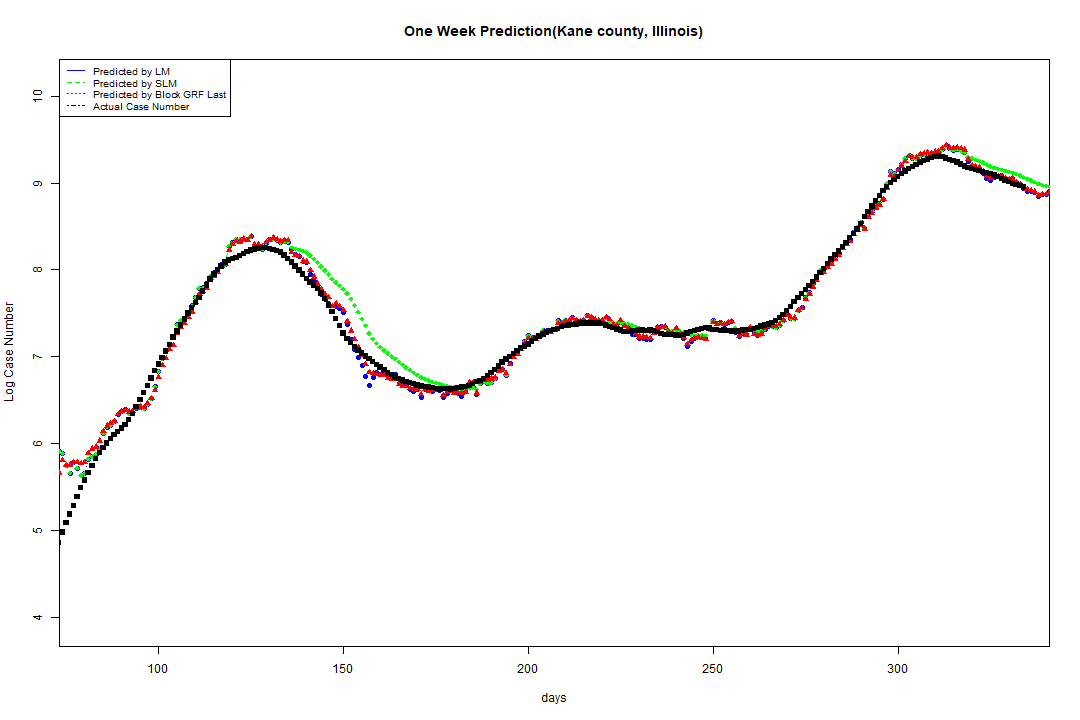 One Week Prediction(Kane county, Illinois)
Predicted by LM
Predicted by SLM
Predicted by Block GRF Last
Actual Case Number
Log Case Number
10
9
8
7
6
5
4
100 150 200 250 300
days